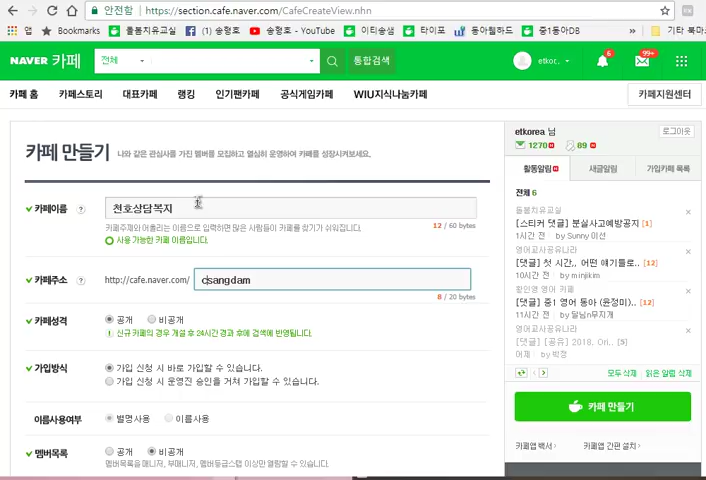 안전함 https://section.cafe.naver.com/CafeCreateView.nhn
앱 Bookmarks 돌봄치유교실 (1) 송형호 송형호 - YouTube 이티송샘 타이포 동아웹하드 중1동아DB » 기타 북마
NAVER 카페 전체 통합검색 etkor.. 6 99+
카페 홈 카페스토리 대표카페 랭킹 인기팬카페 공식게임카페 WIU지식나눔카페 카페지원센터
카페 만들기 나와 같은 관심사를 가진 멤버를 모집하고 열심히 운영하여 카페를 성장시켜보세요.
카페이름 ? 천호상담복지
카페주제와 어울리는 이름으로 입력하면 많은 사람들이 카페를 찾기가 쉬워집니다. 12 / 60 bytes
사용 가능한 카페 이름입니다.
카페주소 ? http://cafe.naver.com/ csangdam
8 / 20 bytes
카페성격 공개 비공개
신규카페의 경우 개설 후 24시간 경과 후에 검색에 반영됩니다.
가입방식 가입 신청 시 바로 가입할 수 있습니다.
가입 신청 시 운영진 승인을 거쳐 가입할 수 있습니다.
이름사용여부 별명사용 이름사용
멤버목록 공개 비공개
멤버목록을 매니저, 부매니저, 멤버등급스탭 이상만 열람할 수 있습니다.
etkorea 님 로그아웃
1270 89
활동알림 새글알림 가입카페 목록
전체 6
돌봄치유교실
[스티커 댓글] 분실사고예방공지 [1]
1시간 전 by Sunny미선
영어교사공유나라
[댓글] 첫 시간,, 어떤 얘기들로.. [12]
10시간 전 by minjikim
황인영 영어 카페
[댓글] 중1 영어 동아 (윤정미).. [12]
11시간 전 by 달님n무지개
영어교사공유나라
[댓글] [공유] 2018. Ori.. [5]
어제 by 박정
모두 삭제 읽은 알림 삭제
카페 만들기
카페앱 백서 카페앱 간편 설치